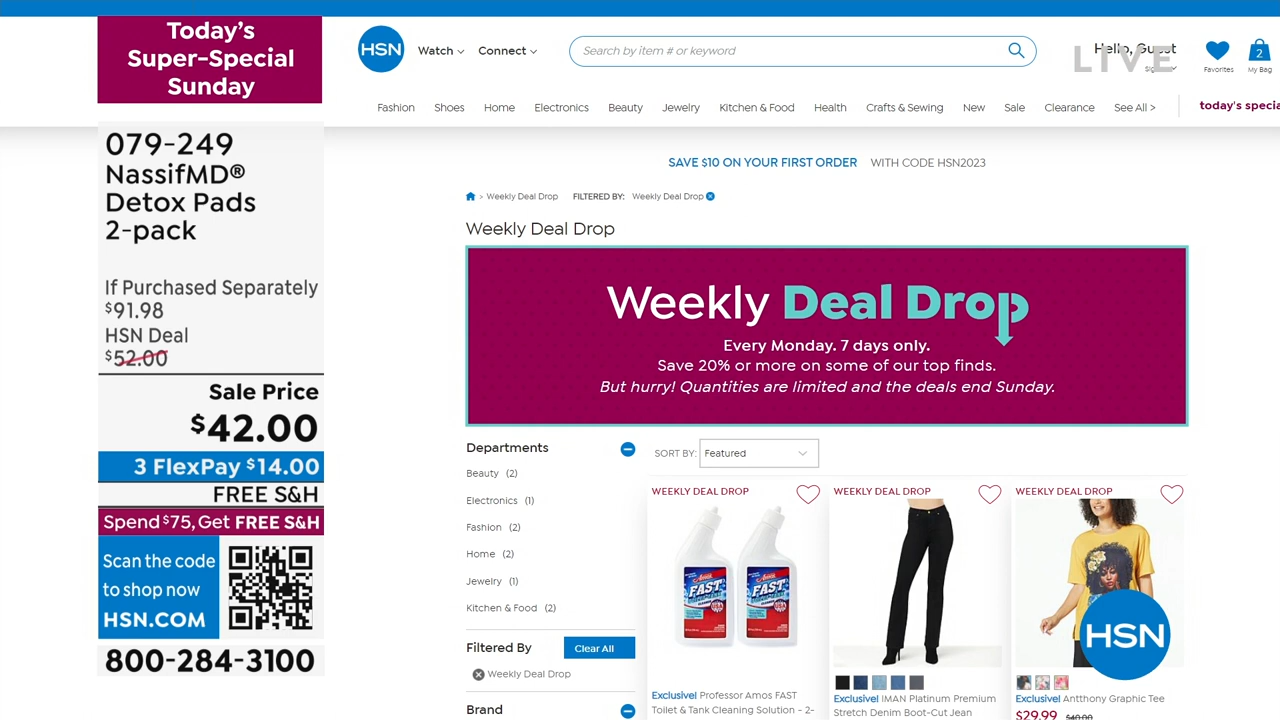 Today's
Super-Special
Sunday
079-249
NassifMD®
Detox Pads
2-pack
If Purchased Separately
$91.98
HSN Deal
$52.00
Sale Price
$42.00
3 FlexPay $14.00
FREE S&H
Spend $75, Get FREE S&H
Scan the code
to shop now
HSN.COM
800-284-3100
HSN
Watch
Connect
Search by item # or keyword
Hello, Guest
LIVE
Favorites
2
My Bag
Fashion
Shoes
Home
Electronics
Beauty
Jewelry
Kitchen & Food
Health
Crafts & Sewing
New
Sale
Clearance
See All >
today's specia
SAVE $10 ON YOUR FIRST ORDER WITH CODE HSN2023
> Weekly Deal Drop FILTERED BY: Weekly Deal Drop
Weekly Deal Drop
Weekly Deal Drop
Every Monday. 7 days only.
Save 20% or more on some of our top finds.
But hurry! Quantities are limited and the deals end Sunday.
Departments
Beauty (2)
Electronics (1)
Fashion (2)
Home (2)
Jewelry (1)
Kitchen & Food (2)
Filtered By
Clear All
Weekly Deal Drop
Brand
SORT BY: Featured
WEEKLY DEAL DROP
FAST
FAST
Exclusive! Professor Amos FAST
Toilet & Tank Cleaning Solution - 2-
WEEKLY DEAL DROP
Exclusive! IMAN Platinum Premium
Stretch Denim Boot-Cut Jean
WEEKLY DEAL DROP
HSN
Exclusive! Antthony Graphic Tee
$29.99 $40.00